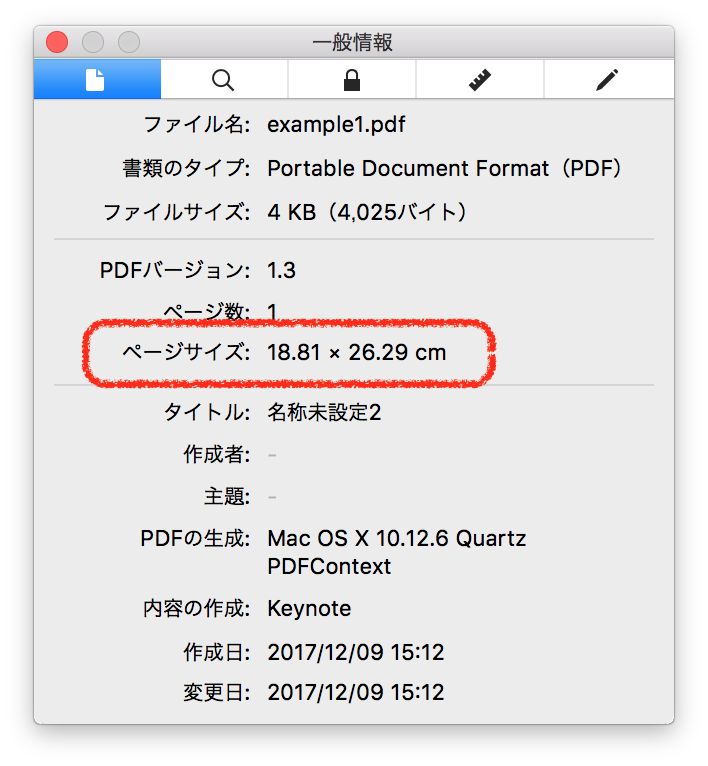 一般情報
ファイル名: example1.pdf
書類のタイプ: Portable Document Format（PDF）
ファイルサイズ: 4 KB（4,025バイト）
PDFバージョン: 1.3
ページ数: 1
ページサイズ: 18.81 × 26.29 cm
タイトル: 名称未設定2
作成者: -
主題: -
PDFの生成: Mac OS X 10.12.6 Quartz
PDFContext
内容の作成: Keynote
作成日: 2017/12/09 15:12
変更日: 2017/12/09 15:12